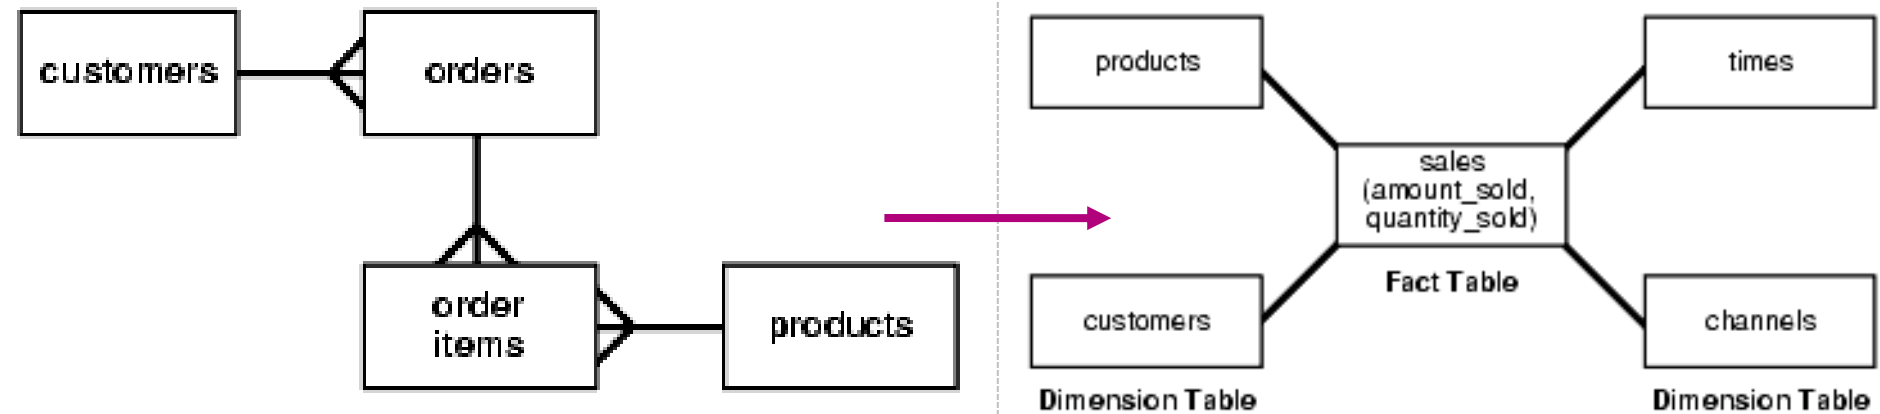 customers
orders
order
items
products
products
times
sales
(amount_sold,
quantity_sold)
Fact Table
customers
channels
Dimension Table
Dimension Table